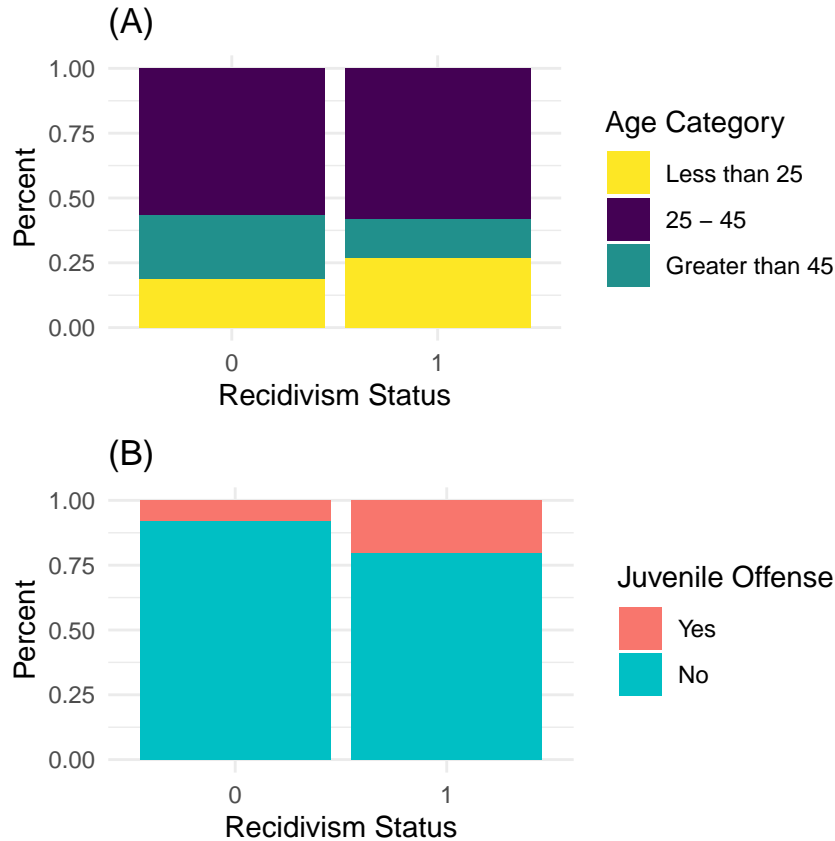 (A)
1.00
0.75
0.50
0.25
0.00
Percent
0 1
Recidivism Status
Age Category
Less than 25
25 – 45
Greater than 45
(B)
1.00
0.75
0.50
0.25
0.00
Percent
0 1
Recidivism Status
Juvenile Offense
Yes
No